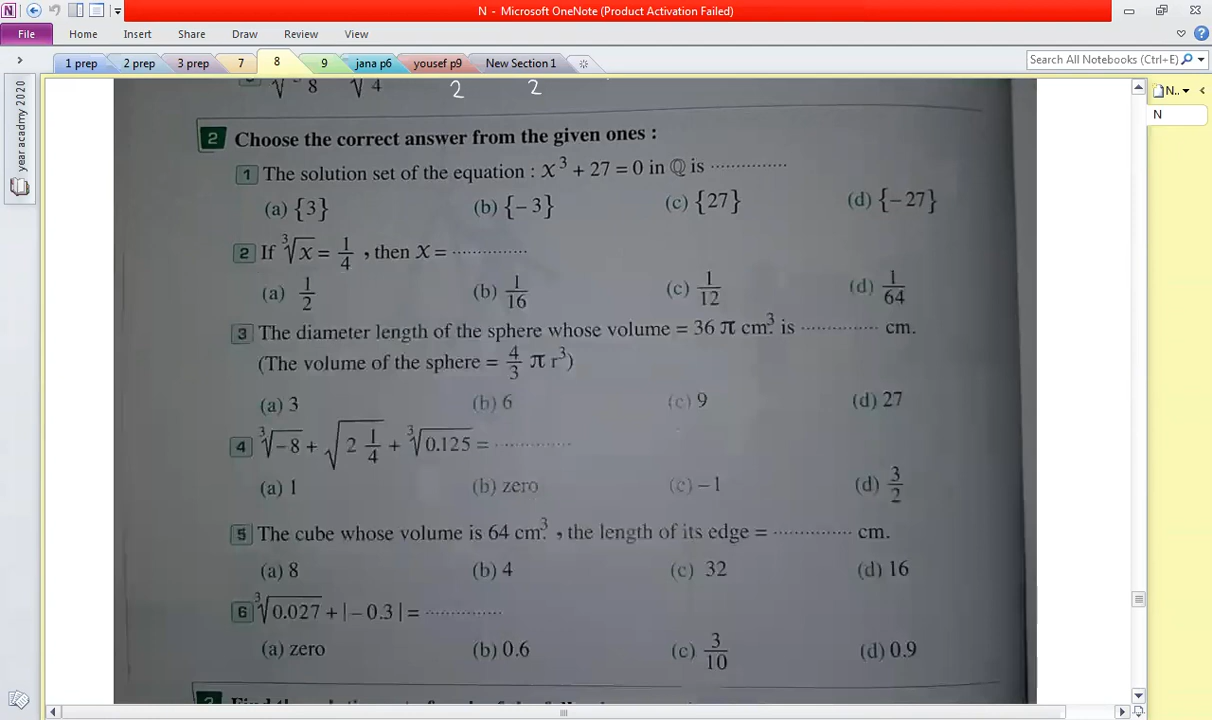 N - Microsoft OneNote (Product Activation Failed)
File Home Insert Share Draw Review View
1 prep 2 prep 3 prep 7 8 9 jana p6 yousef p9 New Section 1
Search All Notebooks (Ctrl+E)
N..
N
year academy 2020
8 4 2 2
2 Choose the correct answer from the given ones :
1 The solution set of the equation : x³ + 27 = 0 in ℚ is ··············
(a) {3} (b) {– 3} (c) {27} (d) {– 27}
2 If ∛x = 1/4 , then x = ··············
(a) 1/2 (b) 1/16 (c) 1/12 (d) 1/64
3 The diameter length of the sphere whose volume = 36 π cm³. is ·············· cm.
(The volume of the sphere = 4/3 π r³)
(a) 3 (b) 6 (c) 9 (d) 27
4 ∛–8 + √(2 1/4) + ∛0.125 = ··············
(a) 1 (b) zero (c) – 1 (d) 3/2
5 The cube whose volume is 64 cm³. , the length of its edge = ·············· cm.
(a) 8 (b) 4 (c) 32 (d) 16
6 ∛0.027 + | – 0.3 | = ··············
(a) zero (b) 0.6 (c) 3/10 (d) 0.9